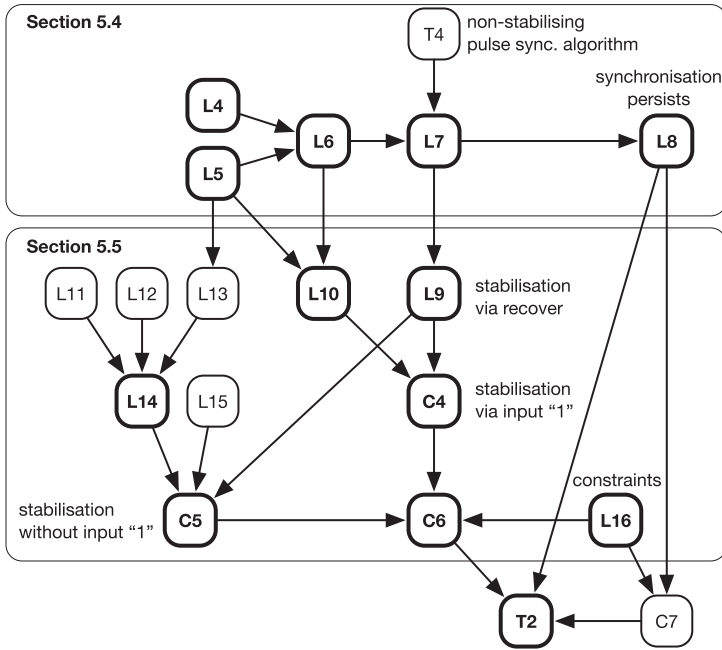 Section 5.4
T4
non-stabilising
pulse sync. algorithm
synchronisation
persists
L4
L6
L7
L8
L5
Section 5.5
L11
L12
L13
L10
L9
stabilisation
via recover
L14
L15
C4
stabilisation
via input “1”
constraints
stabilisation
without input “1”
C5
C6
L16
T2
C7